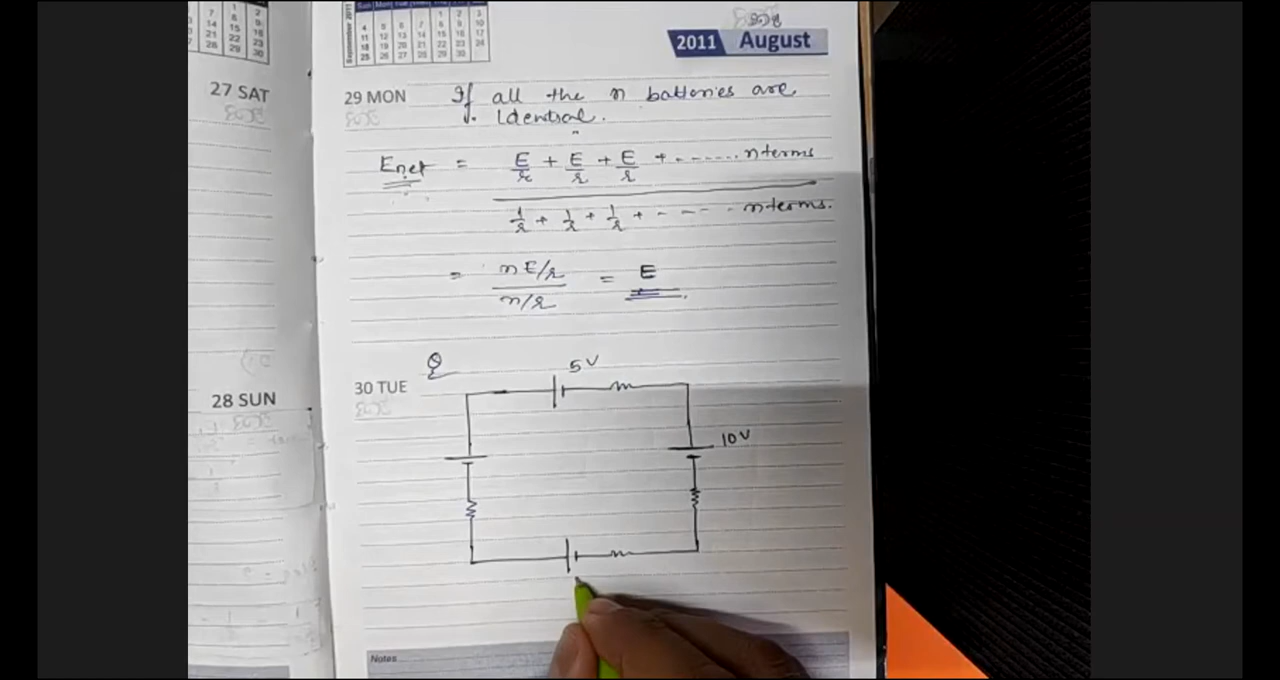 2011 August
27 SAT
29 MON
If all the n batteries are
Identical.
Enet = E/r + E/r + E/r + ...... n terms
1/r + 1/r + 1/r + - - - - n terms.
= nE/r = E
n/r
Q
5V
30 TUE
28 SUN
10V
Notes